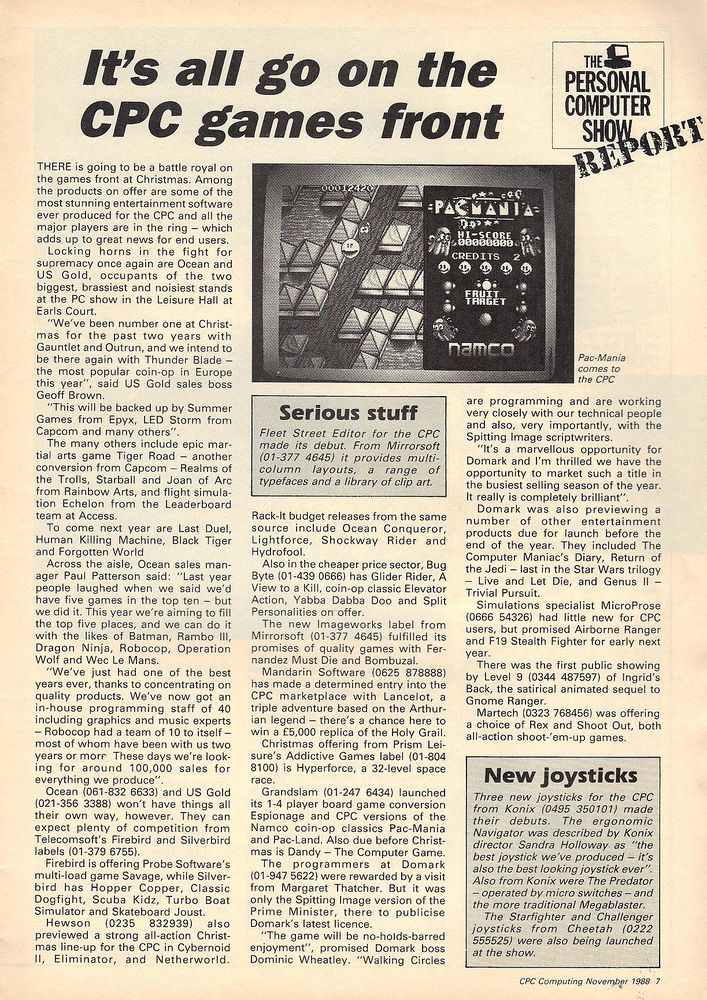 It's all go on the
CPC games front
THE
PERSONAL
COMPUTER
SHOW
REPORT
THERE is going to be a battle royal on
the games front at Christmas. Among
the products on offer are some of the
most stunning entertainment software
ever produced for the CPC and all the
major players are in the ring – which
adds up to great news for end users.
Locking horns in the fight for
supremacy once again are Ocean and
US Gold, occupants of the two
biggest, brassiest and noisiest stands
at the PC show in the Leisure Hall at
Earls Court.
"We've been number one at Christ-
mas for the past two years with
Gauntlet and Outrun, and we intend to
be there again with Thunder Blade –
the most popular coin-op in Europe
this year", said US Gold sales boss
Geoff Brown.
"This will be backed up by Summer
Games from Epyx, LED Storm from
Capcom and many others".
The many others include epic mar-
tial arts game Tiger Road – another
conversion from Capcom – Realms of
the Trolls, Starball and Joan of Arc
from Rainbow Arts, and flight simula-
tion Echelon from the Leaderboard
team at Access.
To come next year are Last Duel,
Human Killing Machine, Black Tiger
and Forgotten World
Across the aisle, Ocean sales man-
ager Paul Patterson said: "Last year
people laughed when we said we'd
have five games in the top ten – but
we did it. This year we're aiming to fill
the top five places, and we can do it
with the likes of Batman, Rambo III,
Dragon Ninja, Robocop, Operation
Wolf and Wec Le Mans.
"We've just had one of the best
years ever, thanks to concentrating on
quality products. We've now got an
in-house programming staff of 40
including graphics and music experts
– Robocop had a team of 10 to itself –
most of whom have been with us two
years or more These days we're look-
ing for around 100,000 sales for
everything we produce".
Ocean (061-832 6633) and US Gold
(021-356 3388) won't have things all
their own way, however. They can
expect plenty of competition from
Telecomsoft's Firebird and Silverbird
labels (01-379 6755).
Firebird is offering Probe Software's
multi-load game Savage, while Silver-
bird has Hopper Copper, Classic
Dogfight, Scuba Kidz, Turbo Boat
Simulator and Skateboard Joust.
Hewson (0235 832939) also
previewed a strong all-action Christ-
mas line-up for the CPC in Cybernoid
II, Eliminator, and Netherworld.
00012420
1P
PACMANIA
HI-SCORE
00000000
CREDITS 2
FRUIT
TARGET
namco
Pac-Mania
comes to
the CPC
Serious stuff
Fleet Street Editor for the CPC
made its debut. From Mirrorsoft
(01-377 4645) it provides multi-
column layouts, a range of
typefaces and a library of clip art.
Rack-It budget releases from the same
source include Ocean Conqueror,
Lightforce, Shockway Rider and
Hydrofool.
Also in the cheaper price sector, Bug
Byte (01-439 0666) has Glider Rider, A
View to a Kill, coin-op classic Elevator
Action, Yabba Dabba Doo and Split
Personalities on offer.
The new Imageworks label from
Mirrorsoft (01-377 4645) fulfilled its
promises of quality games with Fer-
nandez Must Die and Bombuzal.
Mandarin Software (0625 878888)
has made a determined entry into the
CPC marketplace with Lancelot, a
triple adventure based on the Arthur-
ian legend – there's a chance here to
win a £5,000 replica of the Holy Grail.
Christmas offering from Prism Lei-
sure's Addictive Games label (01-804
8100) is Hyperforce, a 32-level space
race.
Grandslam (01-247 6434) launched
its 1-4 player board game conversion
Espionage and CPC versions of the
Namco coin-op classics Pac-Mania
and Pac-Land. Also due before Christ-
mas is Dandy – The Computer Game.
The programmers at Domark
(01-947 5622) were rewarded by a visit
from Margaret Thatcher. But it was
only the Spitting Image version of the
Prime Minister, there to publicise
Domark's latest licence.
"The game will be no-holds-barred
enjoyment", promised Domark boss
Dominic Wheatley. "Walking Circles
are programming and are working
very closely with our technical people
and also, very importantly, with the
Spitting Image scriptwriters.
"It's a marvellous opportunity for
Domark and I'm thrilled we have the
opportunity to market such a title in
the busiest selling season of the year.
It really is completely brilliant".
Domark was also previewing a
number of other entertainment
products due for launch before the
end of the year. They included The
Computer Maniac's Diary, Return of
the Jedi – last in the Star Wars trilogy
– Live and Let Die, and Genus II –
Trivial Pursuit.
Simulations specialist MicroProse
(0666 54326) had little new for CPC
users, but promised Airborne Ranger
and F19 Stealth Fighter for early next
year.
There was the first public showing
by Level 9 (0344 487597) of Ingrid's
Back, the satirical animated sequel to
Gnome Ranger.
Martech (0323 768456) was offering
a choice of Rex and Shoot Out, both
all-action shoot-'em-up games.
New joysticks
Three new joysticks for the CPC
from Konix (0495 350101) made
their debuts. The ergonomic
Navigator was described by Konix
director Sandra Holloway as "the
best joystick we've produced – it's
also the best looking joystick ever".
Also from Konix were The Predator
– operated by micro switches – and
the more traditional Megablaster.
The Starfighter and Challenger
joysticks from Cheetah (0222
555525) were also being launched
at the show.
CPC Computing November 1988 7